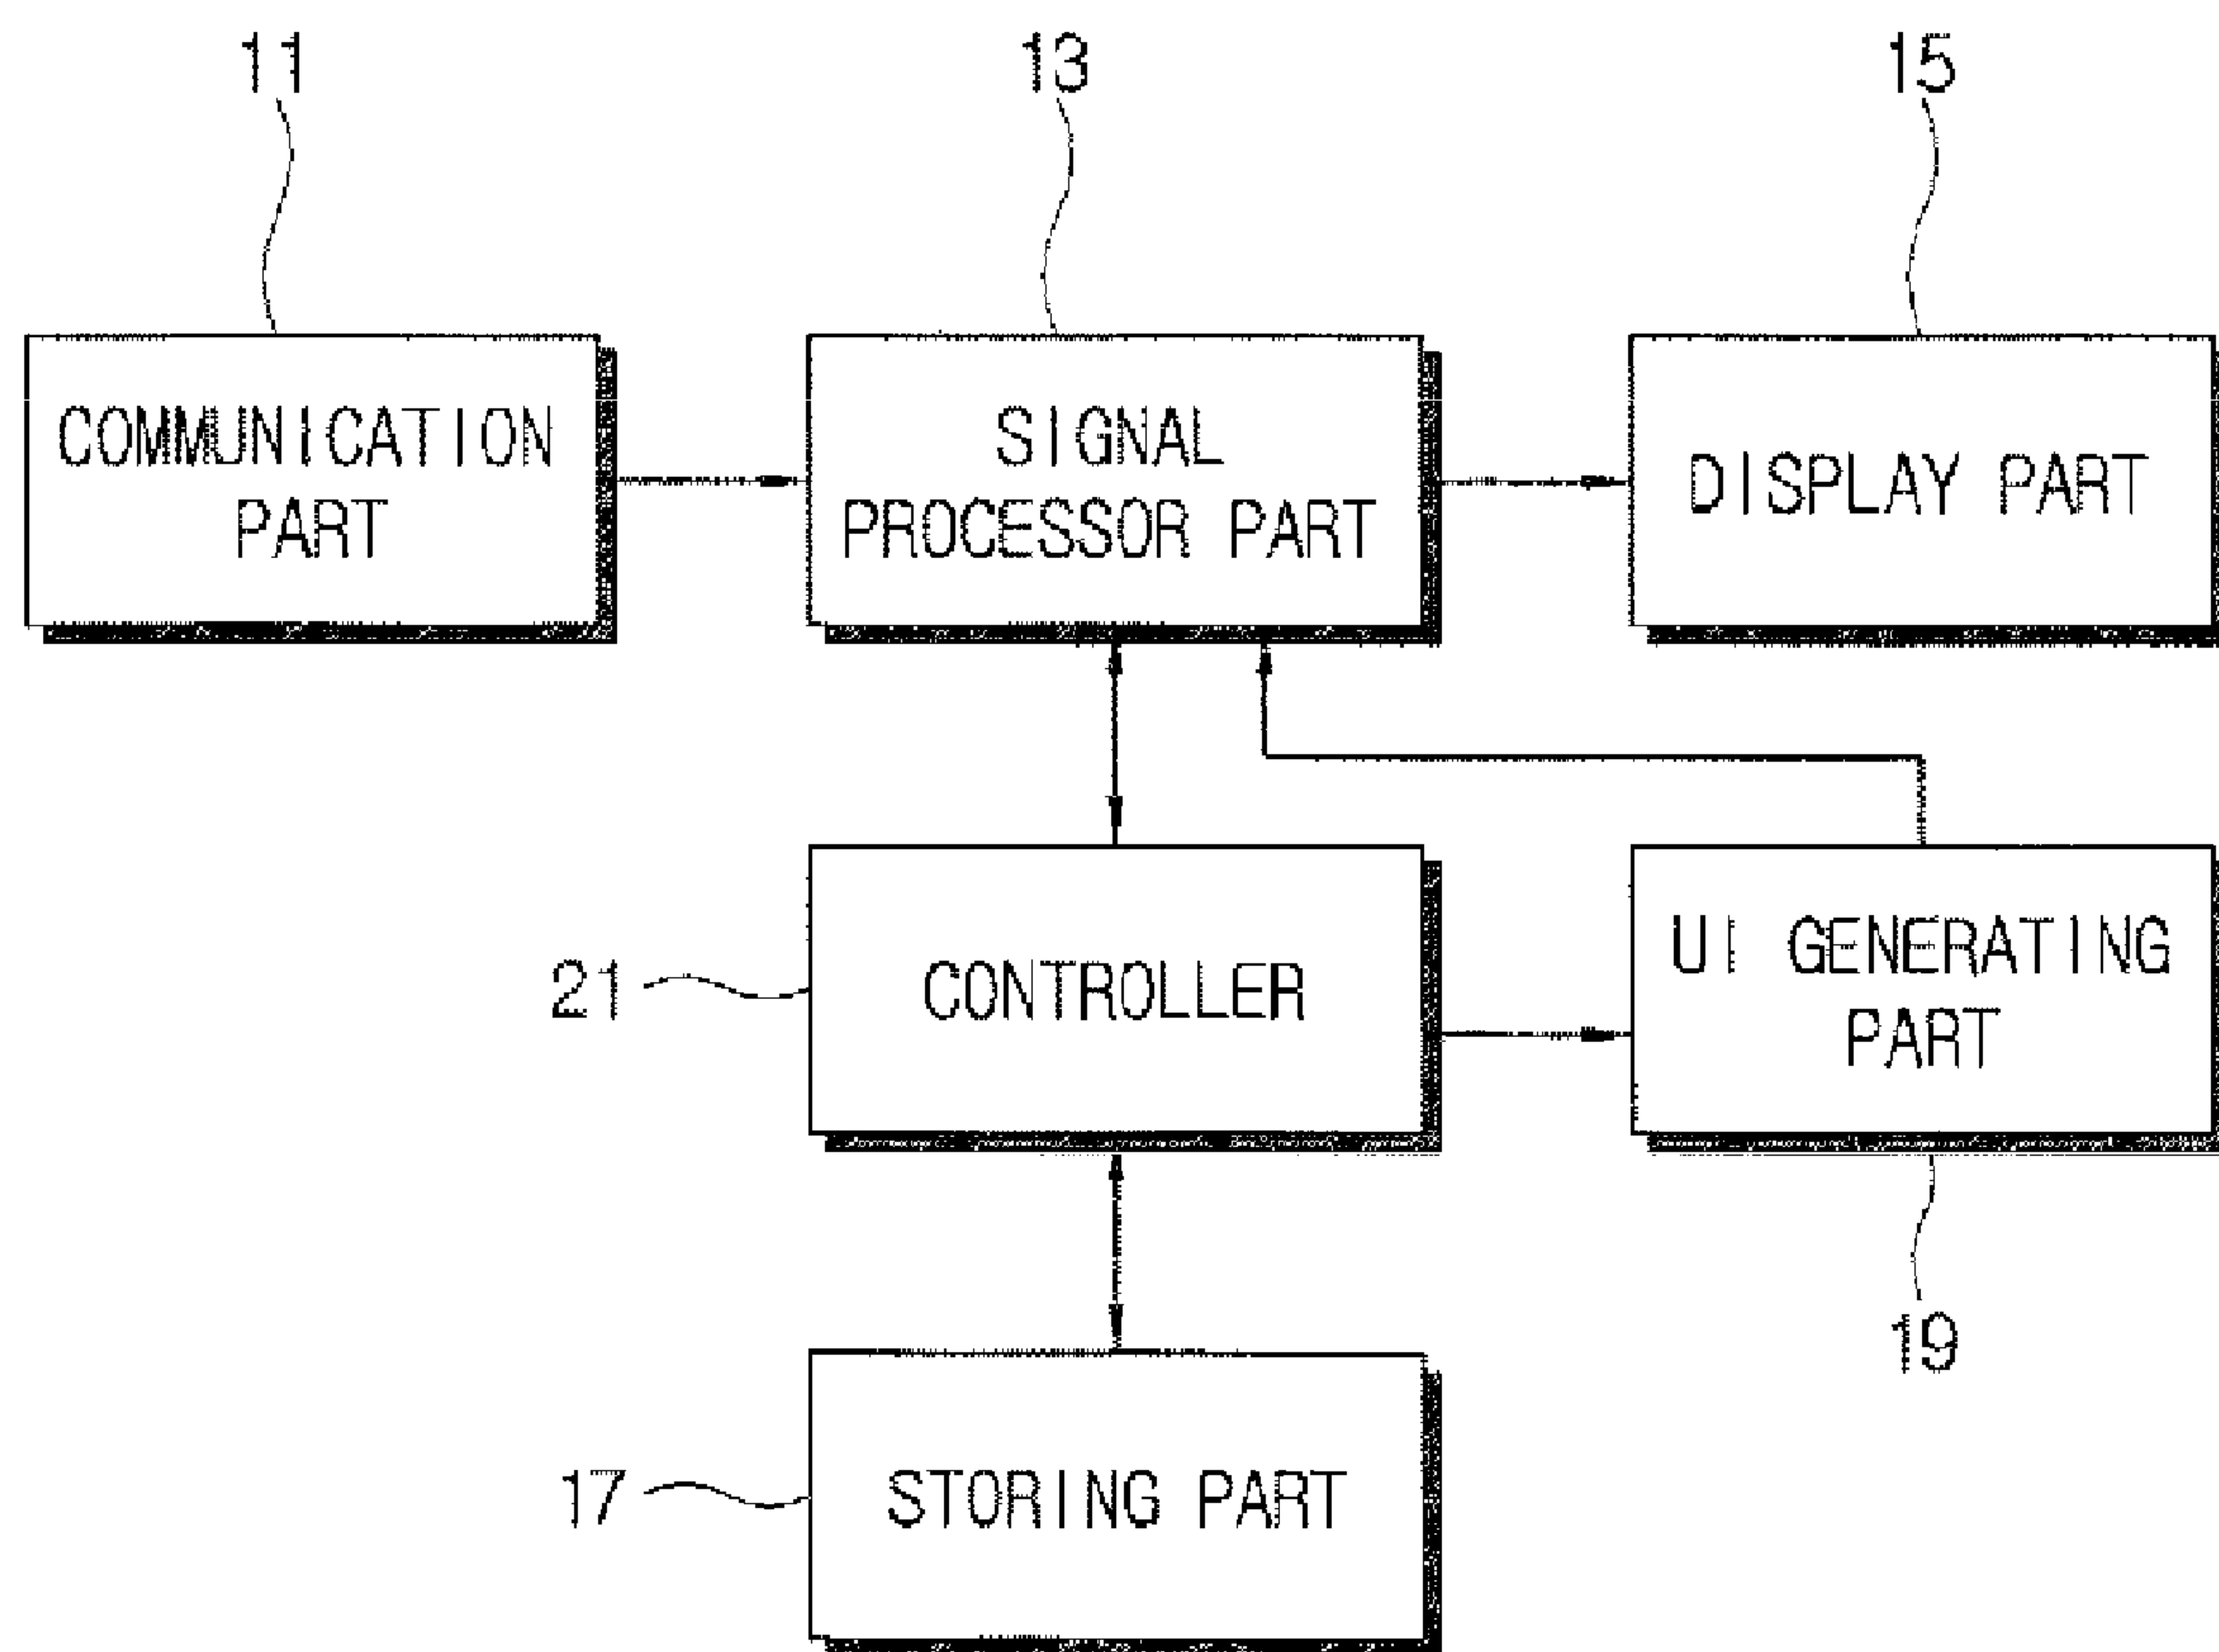 11
13
15
COMMUNICATION
PART
SIGNAL
PROCESSOR PART
DISPLAY PART
21
CONTROLLER
UI GENERATING
PART
19
17
STORING PART